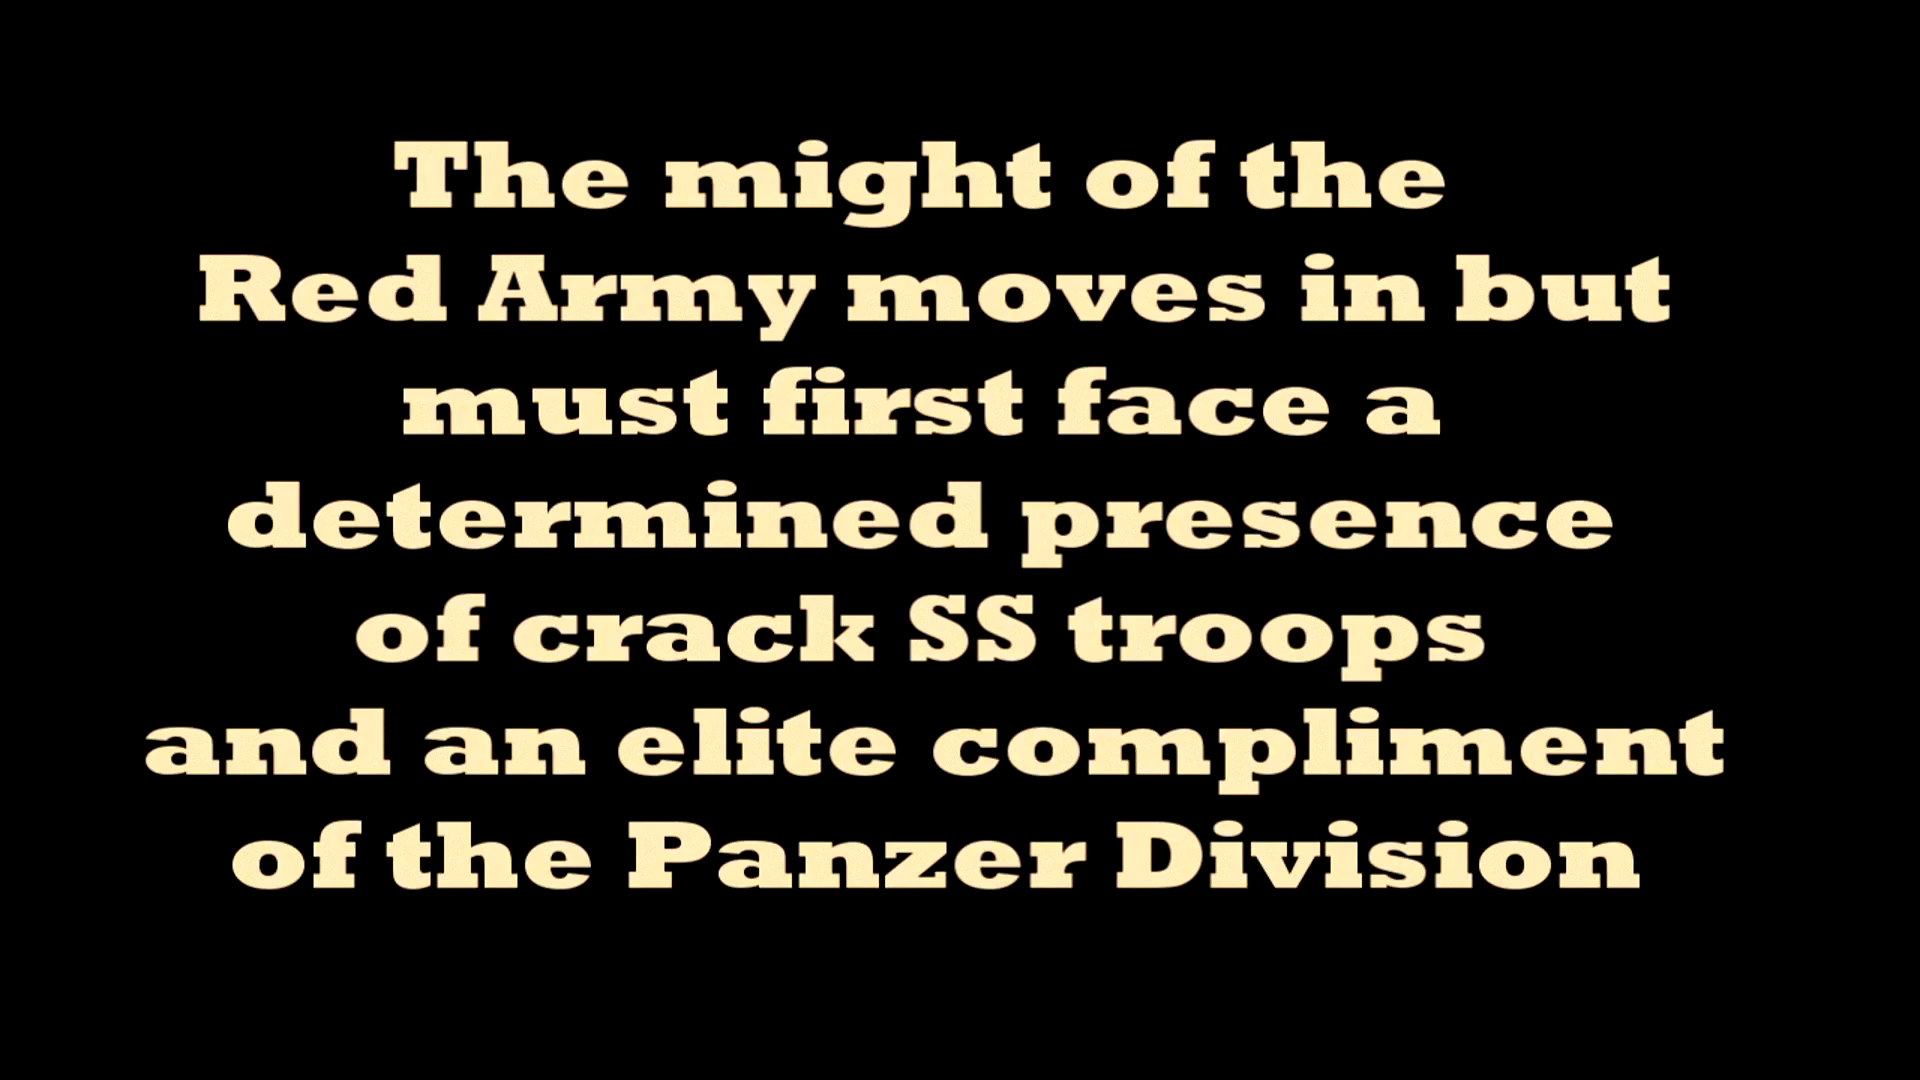 The might of the
Red Army moves in but
must first face a
determined presence
of crack SS troops
and an elite compliment
of the Panzer Division